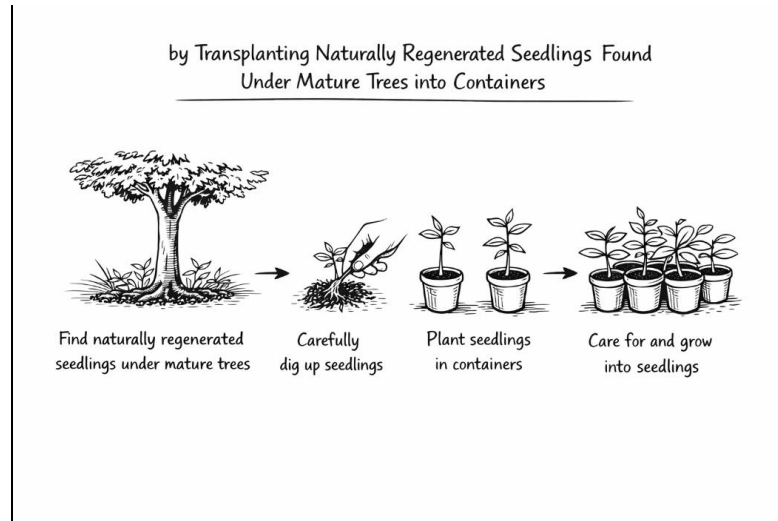 by Transplanting Naturally Regenerated Seedlings Found
Under Mature Trees into Containers
Find naturally regenerated
seedlings under mature trees
Carefully
dig up seedlings
Plant seedlings
in containers
Care for and grow
into seedlings